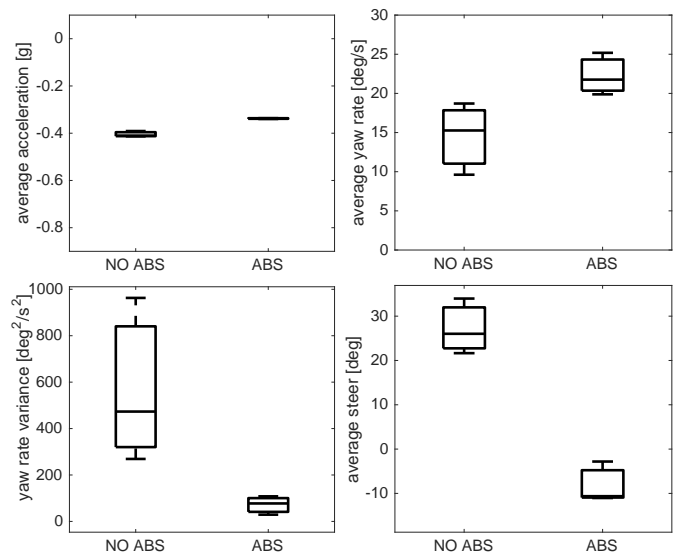 average acceleration [g]
0
-0.2
-0.4
-0.6
-0.8
NO ABS ABS
average yaw rate [deg/s]
30
25
20
15
10
5
0
NO ABS ABS
yaw rate variance [deg²/s²]
1000
800
600
400
200
0
NO ABS ABS
average steer [deg]
30
20
10
0
-10
NO ABS ABS